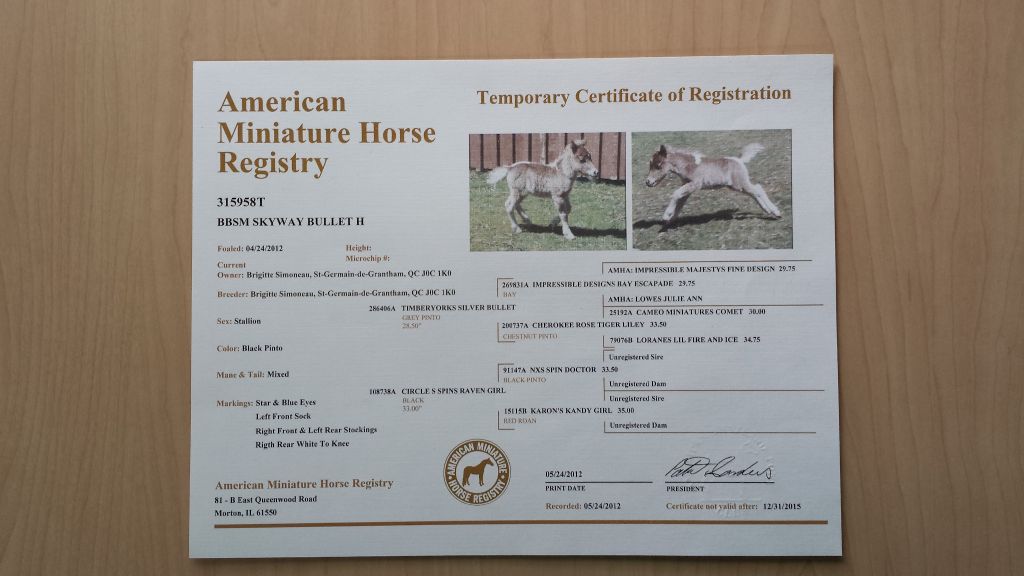 American
Miniature Horse
Registry
Temporary Certificate of Registration
315958T
BBSM SKYWAY BULLET H
Foaled: 04/24/2012
Height:
Microchip #:
Current
Owner: Brigitte Simoneau, St-Germain-de-Grantham, QC J0C 1K0
Breeder: Brigitte Simoneau, St-Germain-de-Grantham, QC J0C 1K0
Sex: Stallion
Color: Black Pinto
Mane & Tail: Mixed
Markings: Star & Blue Eyes
Left Front Sock
Right Front & Left Rear Stockings
Rigth Rear White To Knee
286406A TIMBERYORKS SILVER BULLET
GREY PINTO
28.50"
108738A CIRCLE S SPINS RAVEN GIRL
BLACK
33.00"
269831A IMPRESSIBLE DESIGNS BAY ESCAPADE 29.75
BAY
200737A CHEROKEE ROSE TIGER LILEY 33.50
CHESTNUT PINTO
91147A NXS SPIN DOCTOR 33.50
BLACK PINTO
15115B KARON'S KANDY GIRL 35.00
RED ROAN
AMHA: IMPRESSIBLE MAJESTYS FINE DESIGN 29.75
AMHA: LOWES JULIE ANN
25192A CAMEO MINIATURES COMET 30.00
79076B LORANES LIL FIRE AND ICE 34.75
Unregistered Sire
Unregistered Dam
Unregistered Sire
Unregistered Dam
American Miniature Horse Registry
81 - B East Queenwood Road
Morton, IL 61550
AMERICAN MINIATURE
HORSE REGISTRY
05/24/2012
PRINT DATE
Recorded: 05/24/2012
PRESIDENT
Certificate not valid after: 12/31/2015